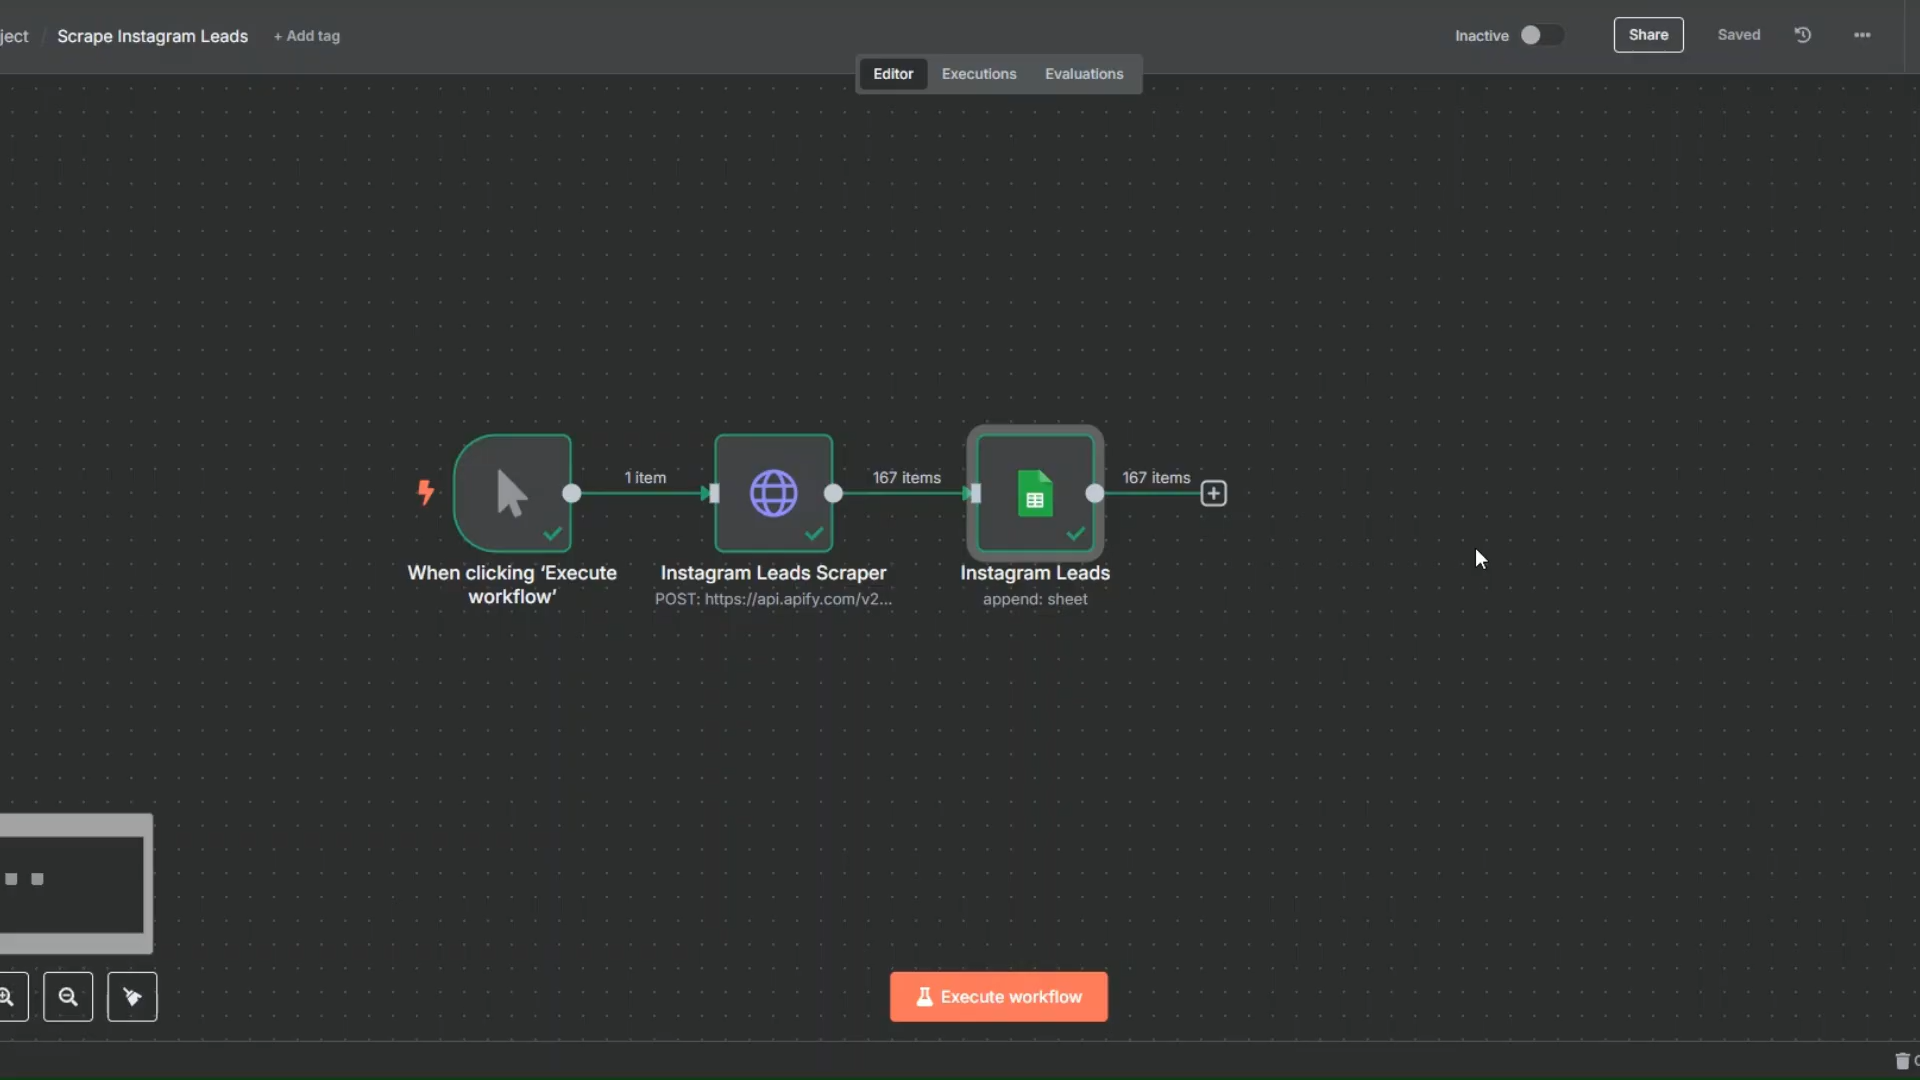 ject / Scrape Instagram Leads + Add tag
Inactive Share Saved
Editor Executions Evaluations
1 item 167 items 167 items
When clicking ‘Execute workflow’
Instagram Leads Scraper
POST: https://api.apify.com/v2...
Instagram Leads
append: sheet
Execute workflow